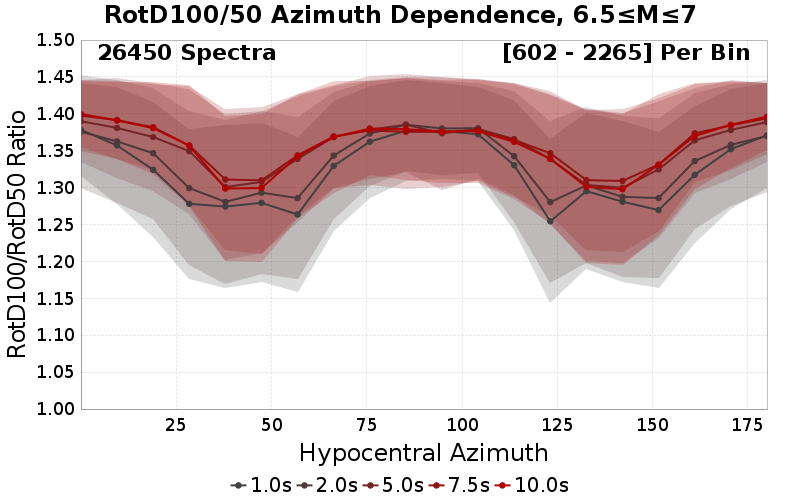 RotD100/50 Azimuth Dependence, 6.5≤M≤7
26450 Spectra
[602 - 2265] Per Bin
RotD100/RotD50 Ratio
1.50
1.45
1.40
1.35
1.30
1.25
1.20
1.15
1.10
1.05
1.00
25 50 75 100 125 150 175
Hypocentral Azimuth
1.0s 2.0s 5.0s 7.5s 10.0s